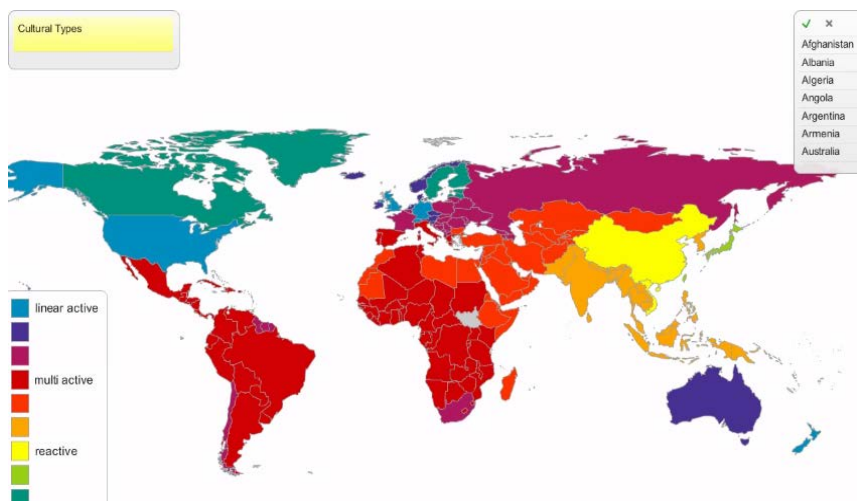 Cultural Types
Afghanistan
Albania
Algeria
Angola
Argentina
Armenia
Australia
linear active
multi active
reactive